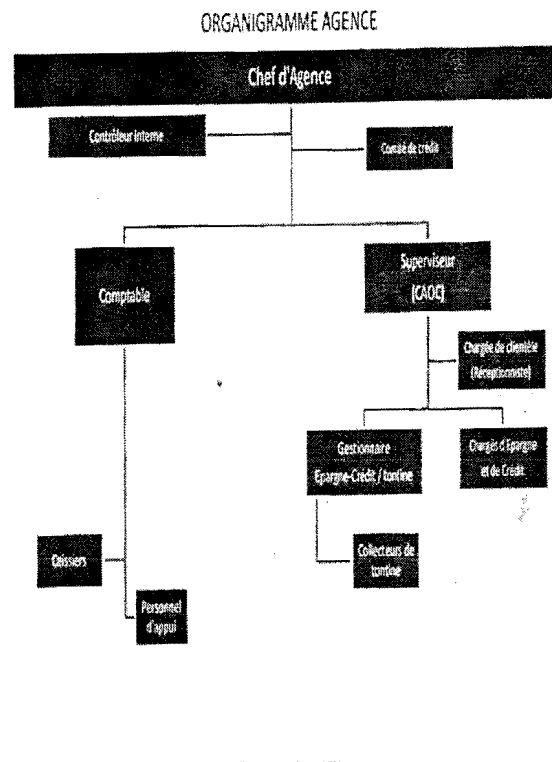 ORGANIGRAMME AGENCE
Chef d'Agence
Contrôleur Interne
Comité de crédit
Comptable
Superviseur
(CAOC)
Chargée de clientèle
(Réceptionniste)
Gestionnaire
Epargne-Crédit / tontine
Chargés d'Epargne
et de Crédit
Collecteurs de
tontine
Caissiers
Personnel
d'appui